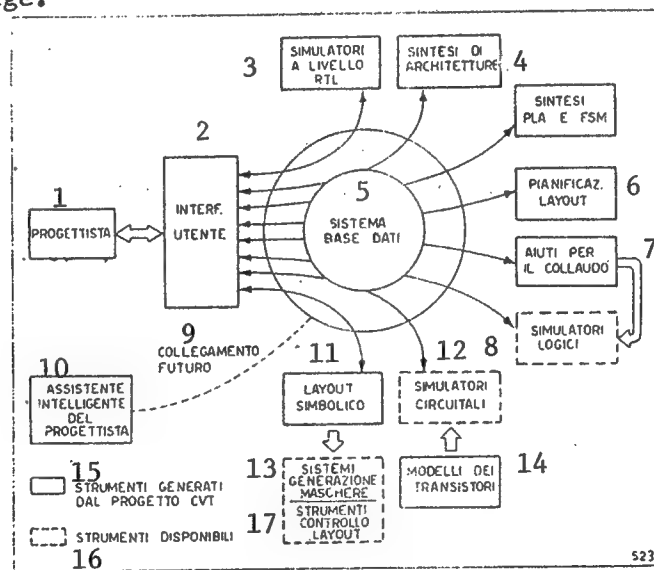 ge.
3
SIMULATORI
A LIVELLO
RTL
SINTESI DI
ARCHITETTURE
4
SINTESI
PLA E FSM
2
INTERF.
UTENTE
1
PROGETTISTA
5
SISTEMA
BASE DATI
PIANIFICAZ.
LAYOUT
6
AIUTI PER
IL COLLAUDO
7
8
SIMULATORI
LOGICI
9
COLLEGAMENTO
FUTURO
10
ASSISTENTE
INTELLIGENTE
DEL
PROGETTISTA
11
LAYOUT
SIMBOLICO
12
SIMULATORI
CIRCUITALI
13
SISTEMI
GENERAZIONE
MASCHERE
17
STRUMENTI
CONTROLLO
LAYOUT
MODELLI DEI
TRANSISTORI
14
15
STRUMENTI GENERATI
DAL PROGETTO CVT
STRUMENTI DISPONIBILI
16
523